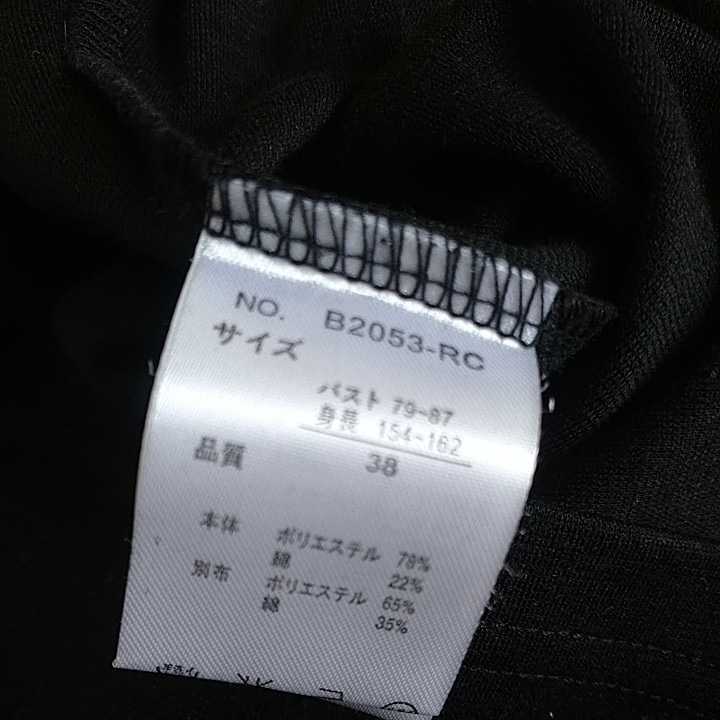 NO. B2053-RC
サイズ
バスト 79-87
身長 154-162
38
品質
本体 ポリエステル 78%
綿 22%
別布 ポリエステル 65%
綿 35%